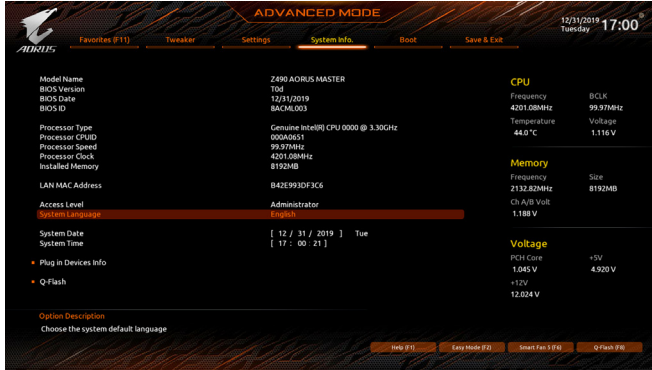 ADVANCED MODE
12/31/2019 Tuesday 17:00
AORUS
Favorites (F11) Tweaker Settings System Info. Boot Save & Exit
Model Name Z490 AORUS MASTER
BIOS Version T0d
BIOS Date 12/31/2019
BIOS ID 8ACML003
Processor Type Genuine Intel(R) CPU 0000 @ 3.30GHz
Processor CPUID 000A0651
Processor Speed 99.97MHz
Processor Clock 4201.08MHz
Installed Memory 8192MB
LAN MAC Address B42E993DF3C6
Access Level Administrator
System Language English
System Date [ 12 / 31 / 2019 ] Tue
System Time [ 17 : 00 : 21 ]
Plug in Devices Info
Q-Flash
CPU
Frequency BCLK
4201.08MHz 99.97MHz
Temperature Voltage
44.0 °C 1.116 V
Memory
Frequency Size
2132.82MHz 8192MB
Ch A/B Volt
1.188 V
Voltage
PCH Core +5V
1.045 V 4.920 V
+12V
12.024 V
Option Description
Choose the system default language
Help (F1) Easy Mode (F2) Smart Fan 5 (F6) Q-Flash (F8)